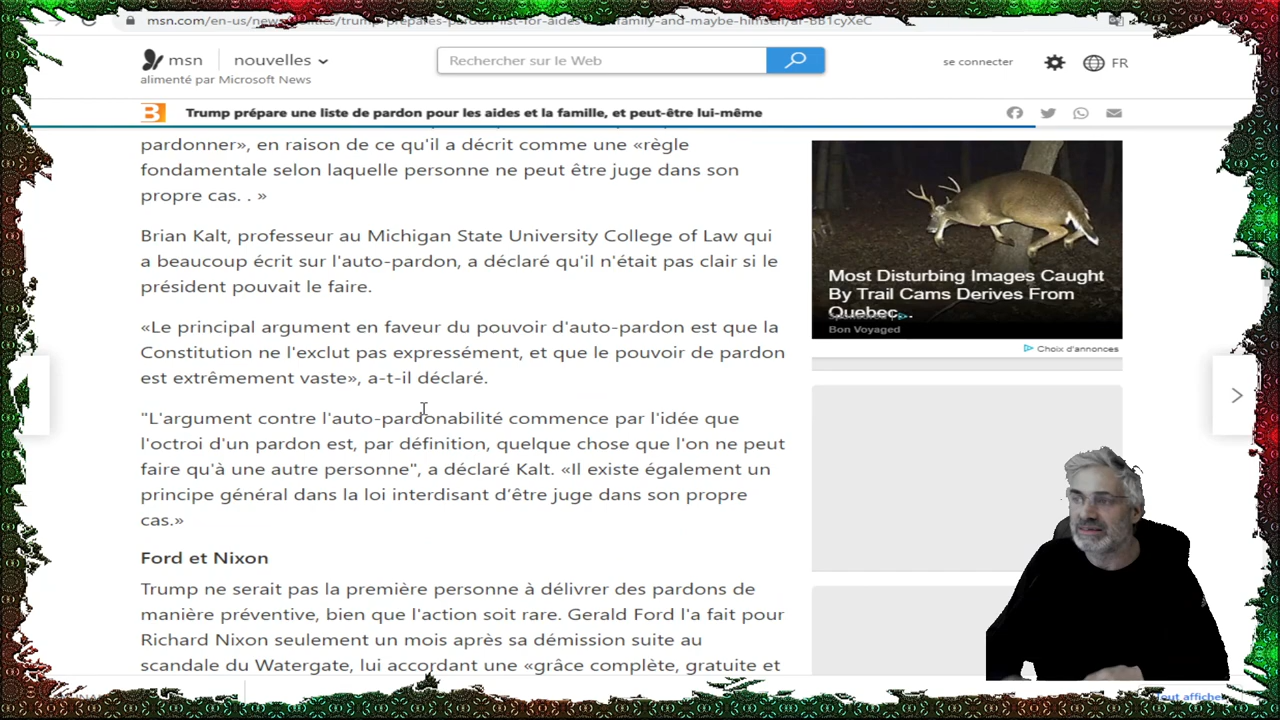 msn.com/en-us/news/politics/trump-prepares-pardon-list-for-aides-and-family-and-maybe-himself/ar-BB1cyXeC
msn
nouvelles
Rechercher sur le Web
se connecter
FR
alimenté par Microsoft News
Trump prépare une liste de pardon pour les aides et la famille, et peut-être lui-même
pardonner», en raison de ce qu'il a décrit comme une «règle
fondamentale selon laquelle personne ne peut être juge dans son
propre cas. . »
Brian Kalt, professeur au Michigan State University College of Law qui
a beaucoup écrit sur l'auto-pardon, a déclaré qu'il n'était pas clair si le
président pouvait le faire.
«Le principal argument en faveur du pouvoir d'auto-pardon est que la
Constitution ne l'exclut pas expressément, et que le pouvoir de pardon
est extrêmement vaste», a-t-il déclaré.
"L'argument contre l'auto-pardonabilité commence par l'idée que
l'octroi d'un pardon est, par définition, quelque chose que l'on ne peut
faire qu'à une autre personne", a déclaré Kalt. «Il existe également un
principe général dans la loi interdisant d'être juge dans son propre
cas.»
Ford et Nixon
Trump ne serait pas la première personne à délivrer des pardons de
manière préventive, bien que l'action soit rare. Gerald Ford l'a fait pour
Richard Nixon seulement un mois après sa démission suite au
scandale du Watergate, lui accordant une «grâce complète, gratuite et
Most Disturbing Images Caught
By Trail Cams Derives From
Quebec...
Bon Voyaged
Choix d'annonces
Tout afficher